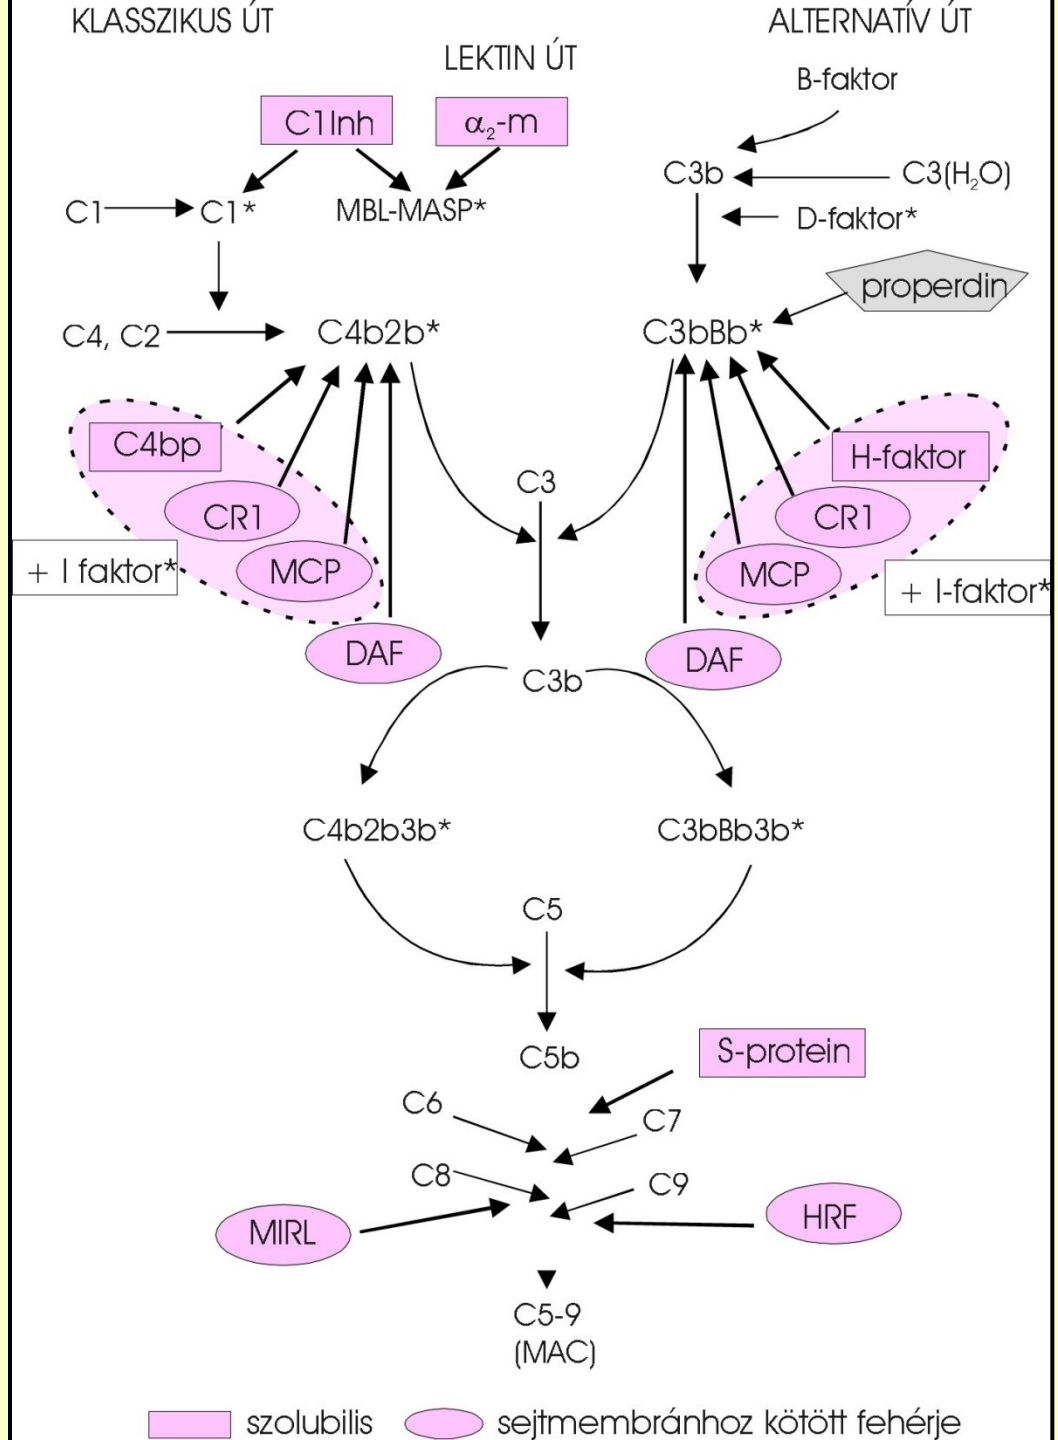 KLASSZIKUS ÚT
ALTERNATÍV ÚT
LEKTIN ÚT
B-faktor
C1Inh
α₂-m
C3b
C3(H₂O)
C1
C1*
MBL-MASP*
D-faktor*
properdin
C4, C2
C4b2b*
C3bBb*
C4bp
H-faktor
C3
CR1
CR1
+ I faktor*
MCP
MCP
+ I-faktor*
DAF
DAF
C3b
C4b2b3b*
C3bBb3b*
C5
C5b
S-protein
C6
C7
C8
C9
MIRL
HRF
C5-9
(MAC)
szolubilis
sejtmembránhoz kötött fehérje